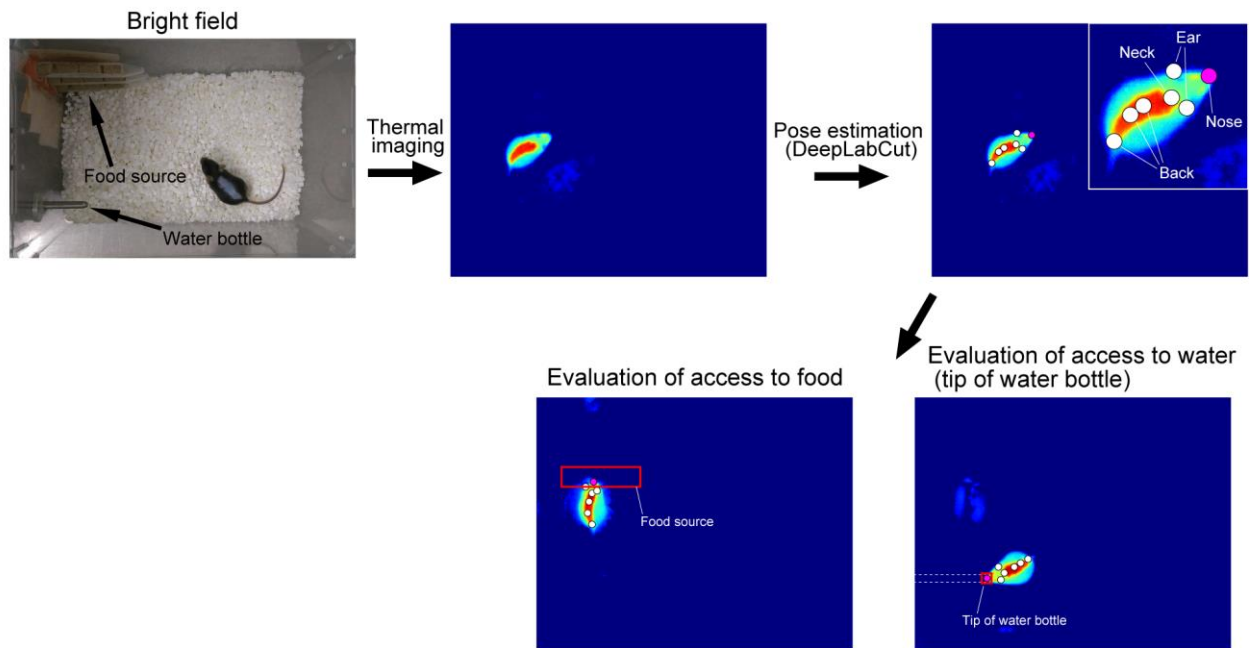 Bright field
Food source
Water bottle
Thermal
imaging
Pose estimation
(DeepLabCut)
Ear
Neck
Nose
Back
Evaluation of access to food
Food source
Evaluation of access to water
(tip of water bottle)
Tip of water bottle